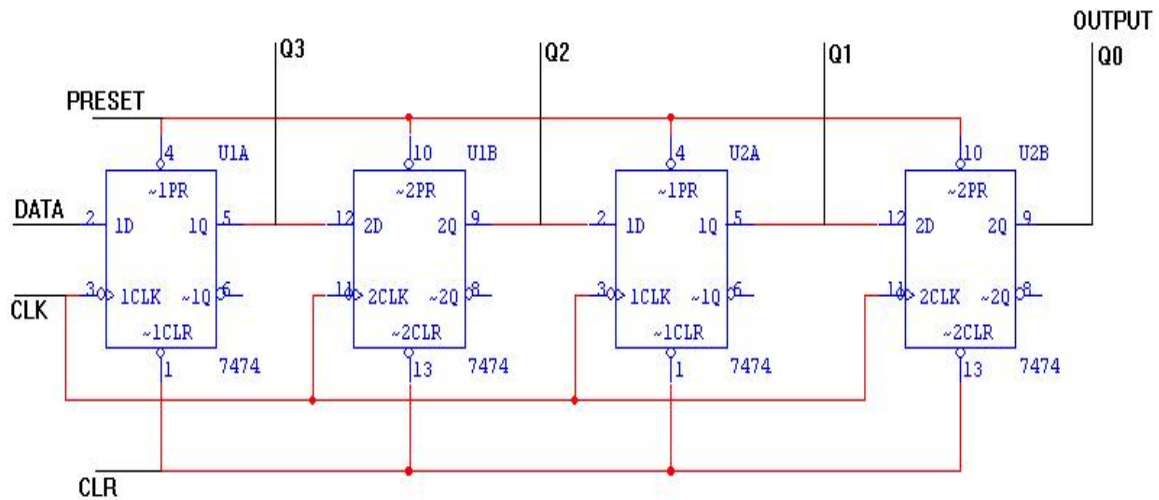 OUTPUT
Q3
Q2
Q1
Q0
PRESET
4
U1A
10
U1B
4
U2A
10
U2B
~1PR
~2PR
~1PR
~2PR
DATA
2
1D
1Q
5
12
2D
2Q
9
2
1D
1Q
5
12
2D
2Q
9
CLK
3
1CLK
~1Q
6
11
2CLK
~2Q
8
3
1CLK
~1Q
6
11
2CLK
~2Q
8
~1CLR
~2CLR
~1CLR
~2CLR
1
7474
13
7474
1
7474
13
7474
CLR